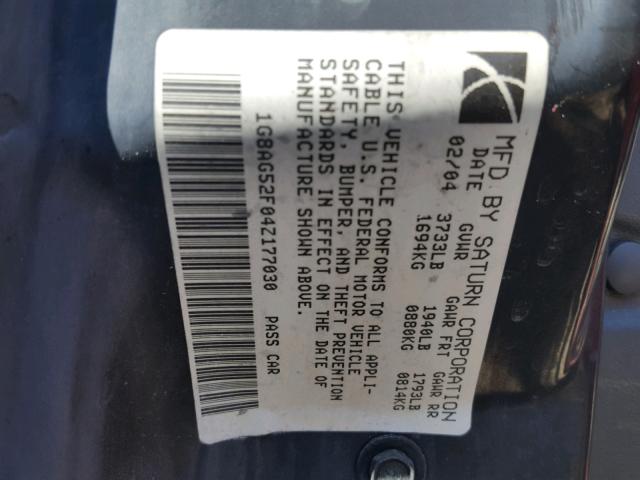 MFD. BY SATURN CORPORATION
DATE GVWR GAWR FRT GAWR RR
02/04 3733LB 1940LB 1793LB
1694KG 0880KG 0814KG
THIS VEHICLE CONFORMS TO ALL APPLI-
CABLE U.S. FEDERAL MOTOR VEHICLE
SAFETY, BUMPER, AND THEFT PREVENTION
STANDARDS IN EFFECT ON THE DATE OF
MANUFACTURE SHOWN ABOVE.
1G8AG52F04Z177030 PASS CAR